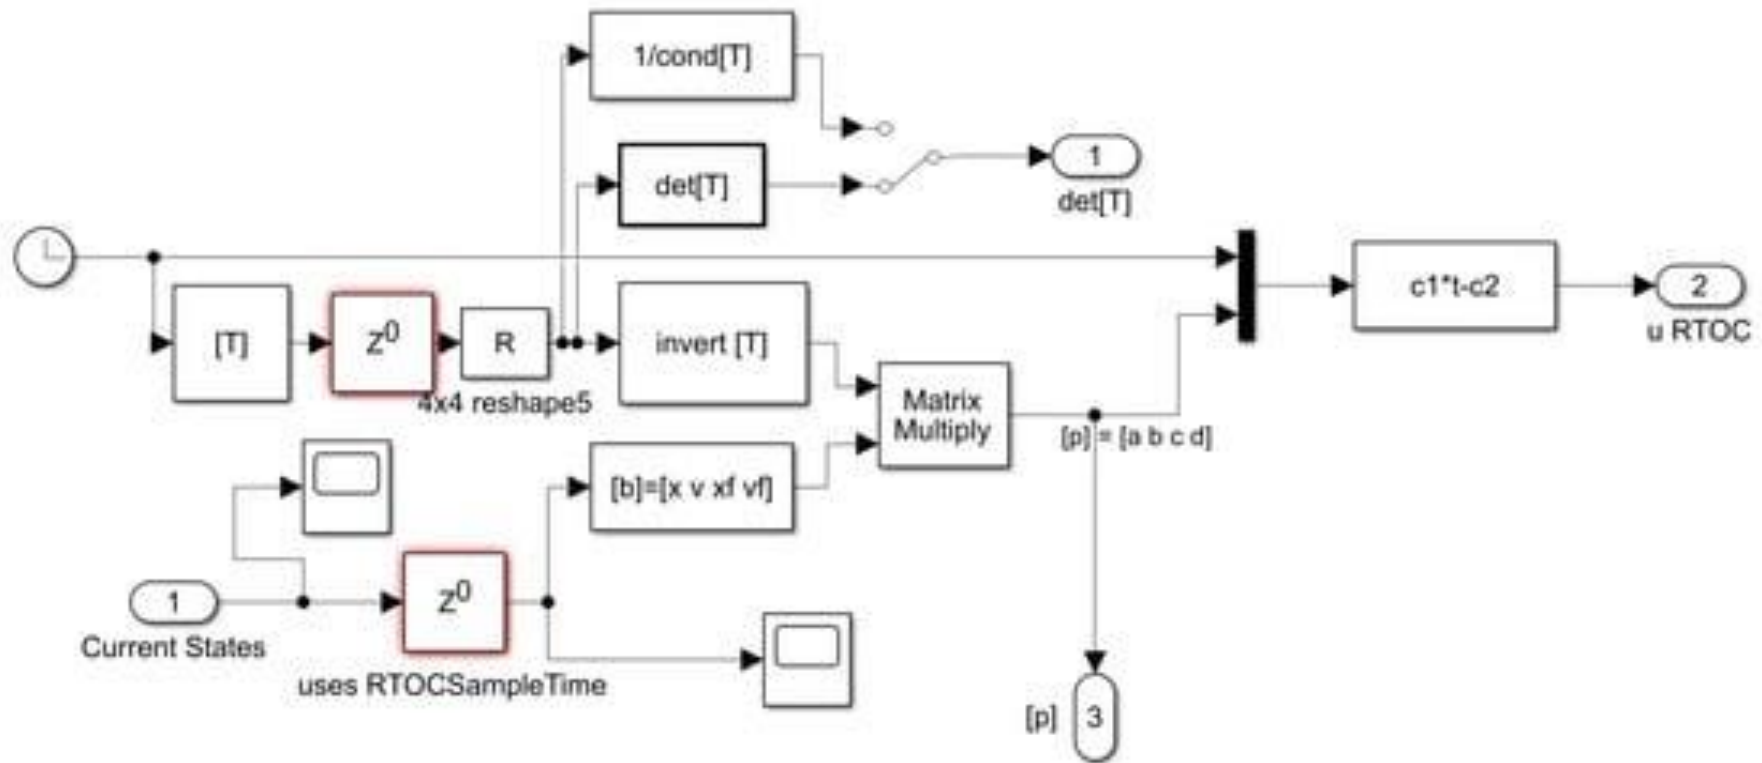 1/cond[T]
det[T]
1
det[T]
[T]
Z0
R
4x4 reshape5
invert [T]
Matrix
Multiply
c1*t-c2
2
u RTOC
[p] = [a b c d]
[b]=[x v xf vf]
1
Current States
Z0
uses RTOCSampleTime
[p]
3